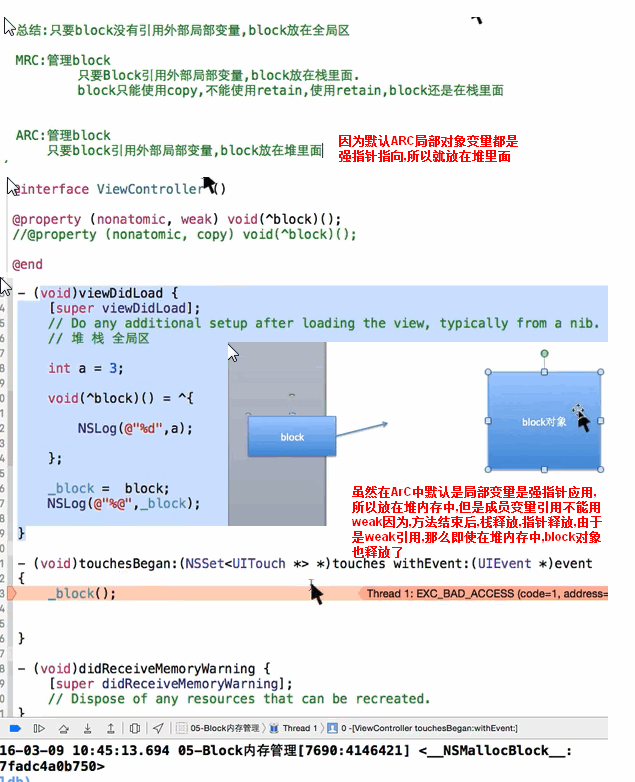 总结:只要block没有引用外部局部变量,block放在全局区
MRC:管理block
只要Block引用外部局部变量,block放在栈里面.
block只能使用copy,不能使用retain,使用retain,block还是在栈里面
ARC:管理block
只要block引用外部局部变量,block放在堆里面
因为默认ARC局部对象变量都是
强指针指向,所以就放在堆里面
@interface ViewController ()
@property (nonatomic, weak) void(^block)();
//@property (nonatomic, copy) void(^block)();
@end
- (void)viewDidLoad {
[super viewDidLoad];
// Do any additional setup after loading the view, typically from a nib.
// 堆 栈 全局区
int a = 3;
void(^block)() = ^{
NSLog(@"%d",a);
};
_block = block;
NSLog(@"%@",_block);
}
block
block对象
虽然在ArC中默认是局部变量是强指针应用,
所以放在堆内存中,但是成员变量引用不能用
weak因为,方法结束后,栈释放,指针释放,由于
是weak引用,那么即使在堆内存中,block对象
也释放了
- (void)touchesBegan:(NSSet<UITouch *> *)touches withEvent:(UIEvent *)event
{
_block();
Thread 1: EXC_BAD_ACCESS (code=1, address=
}
- (void)didReceiveMemoryWarning {
[super didReceiveMemoryWarning];
// Dispose of any resources that can be recreated.
}
05-Block内存管理 Thread 1 0 -[ViewController touchesBegan:withEvent:]
16-03-09 10:45:13.694 05-Block内存管理[7690:4146421] <__NSMallocBlock__:
7fadc4a0b750>